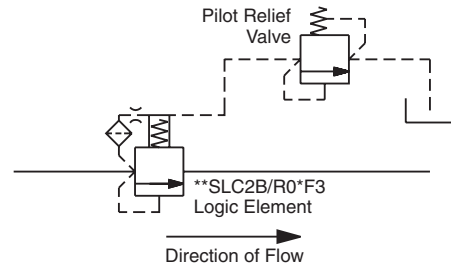 Pilot Relief
Valve
**SLC2B/R0*F3
Logic Element
Direction of Flow